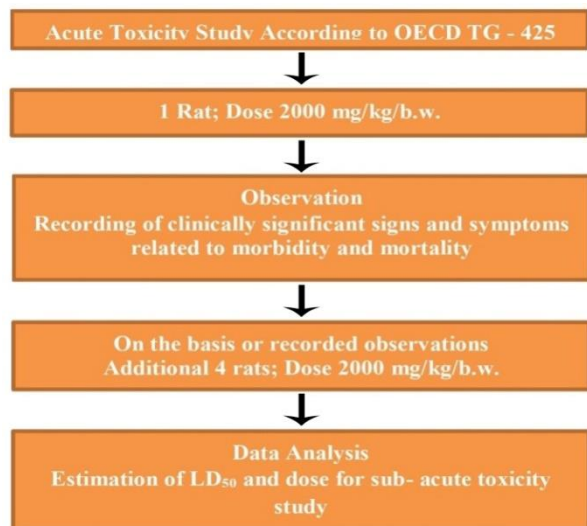 Acute Toxicity Study According to OECD TG - 425
1 Rat; Dose 2000 mg/kg/b.w.
Observation
Recording of clinically significant signs and symptoms
related to morbidity and mortality
On the basis or recorded observations
Additional 4 rats; Dose 2000 mg/kg/b.w.
Data Analysis
Estimation of LD₅₀ and dose for sub- acute toxicity
study